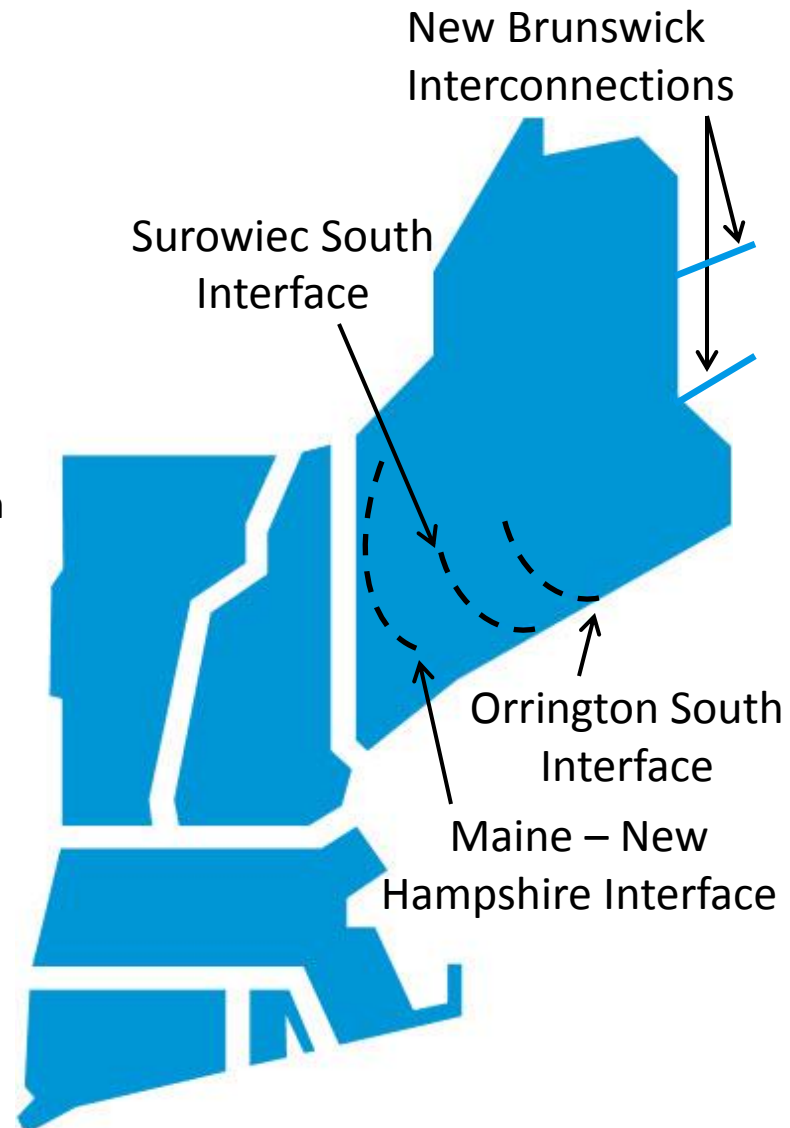 New Brunswick
Interconnections
Surowiec South
Interface
Orrington South
Interface
Maine – New
Hampshire Interface